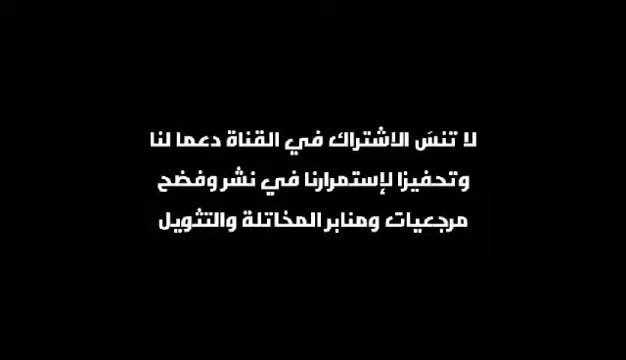 لا تنسَ الاشتراك في القناة دعما لنا
وتحفيزا لإستمرارنا في نشر وفضح
مرجعيات ومنابر المخاتلة والتثويل